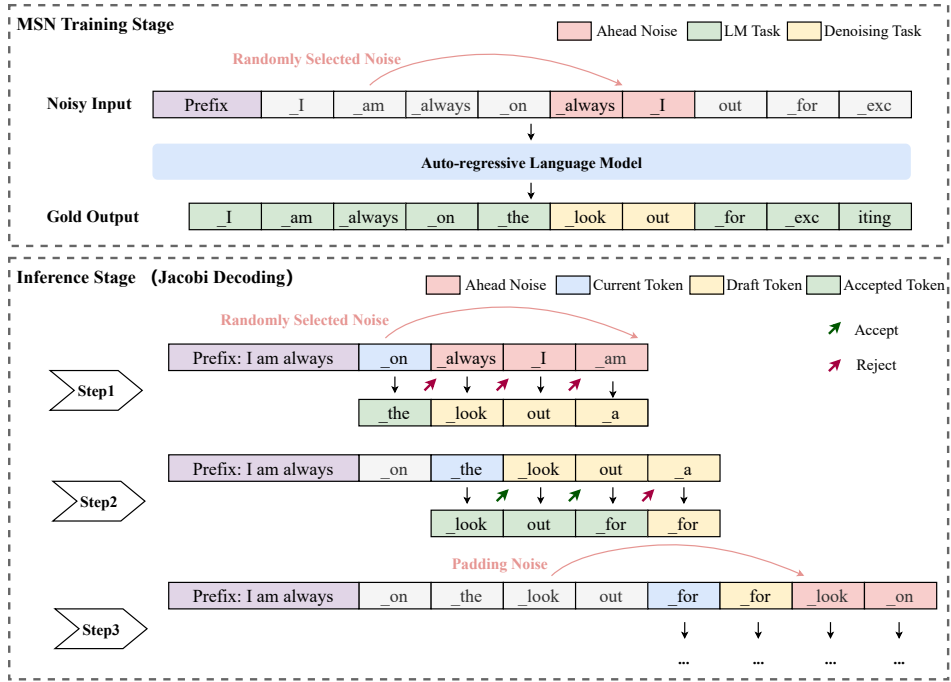 MSN Training Stage
Ahead Noise LM Task Denoising Task
Randomly Selected Noise
Noisy Input Prefix _I _am _always _on _always _I out _for _exc
Auto-regressive Language Model
Gold Output _I _am _always _on _the _look out _for _exc iting
Inference Stage (Jacobi Decoding)
Ahead Noise Current Token Draft Token Accepted Token
Randomly Selected Noise
Accept
Prefix: I am always _on _always _I _am
Reject
Step1
_the _look out _a
Prefix: I am always _on _the _look out _a
Step2
_look out _for _for
Padding Noise
Prefix: I am always _on _the _look out _for _for _look _on
Step3
... ... ... ...